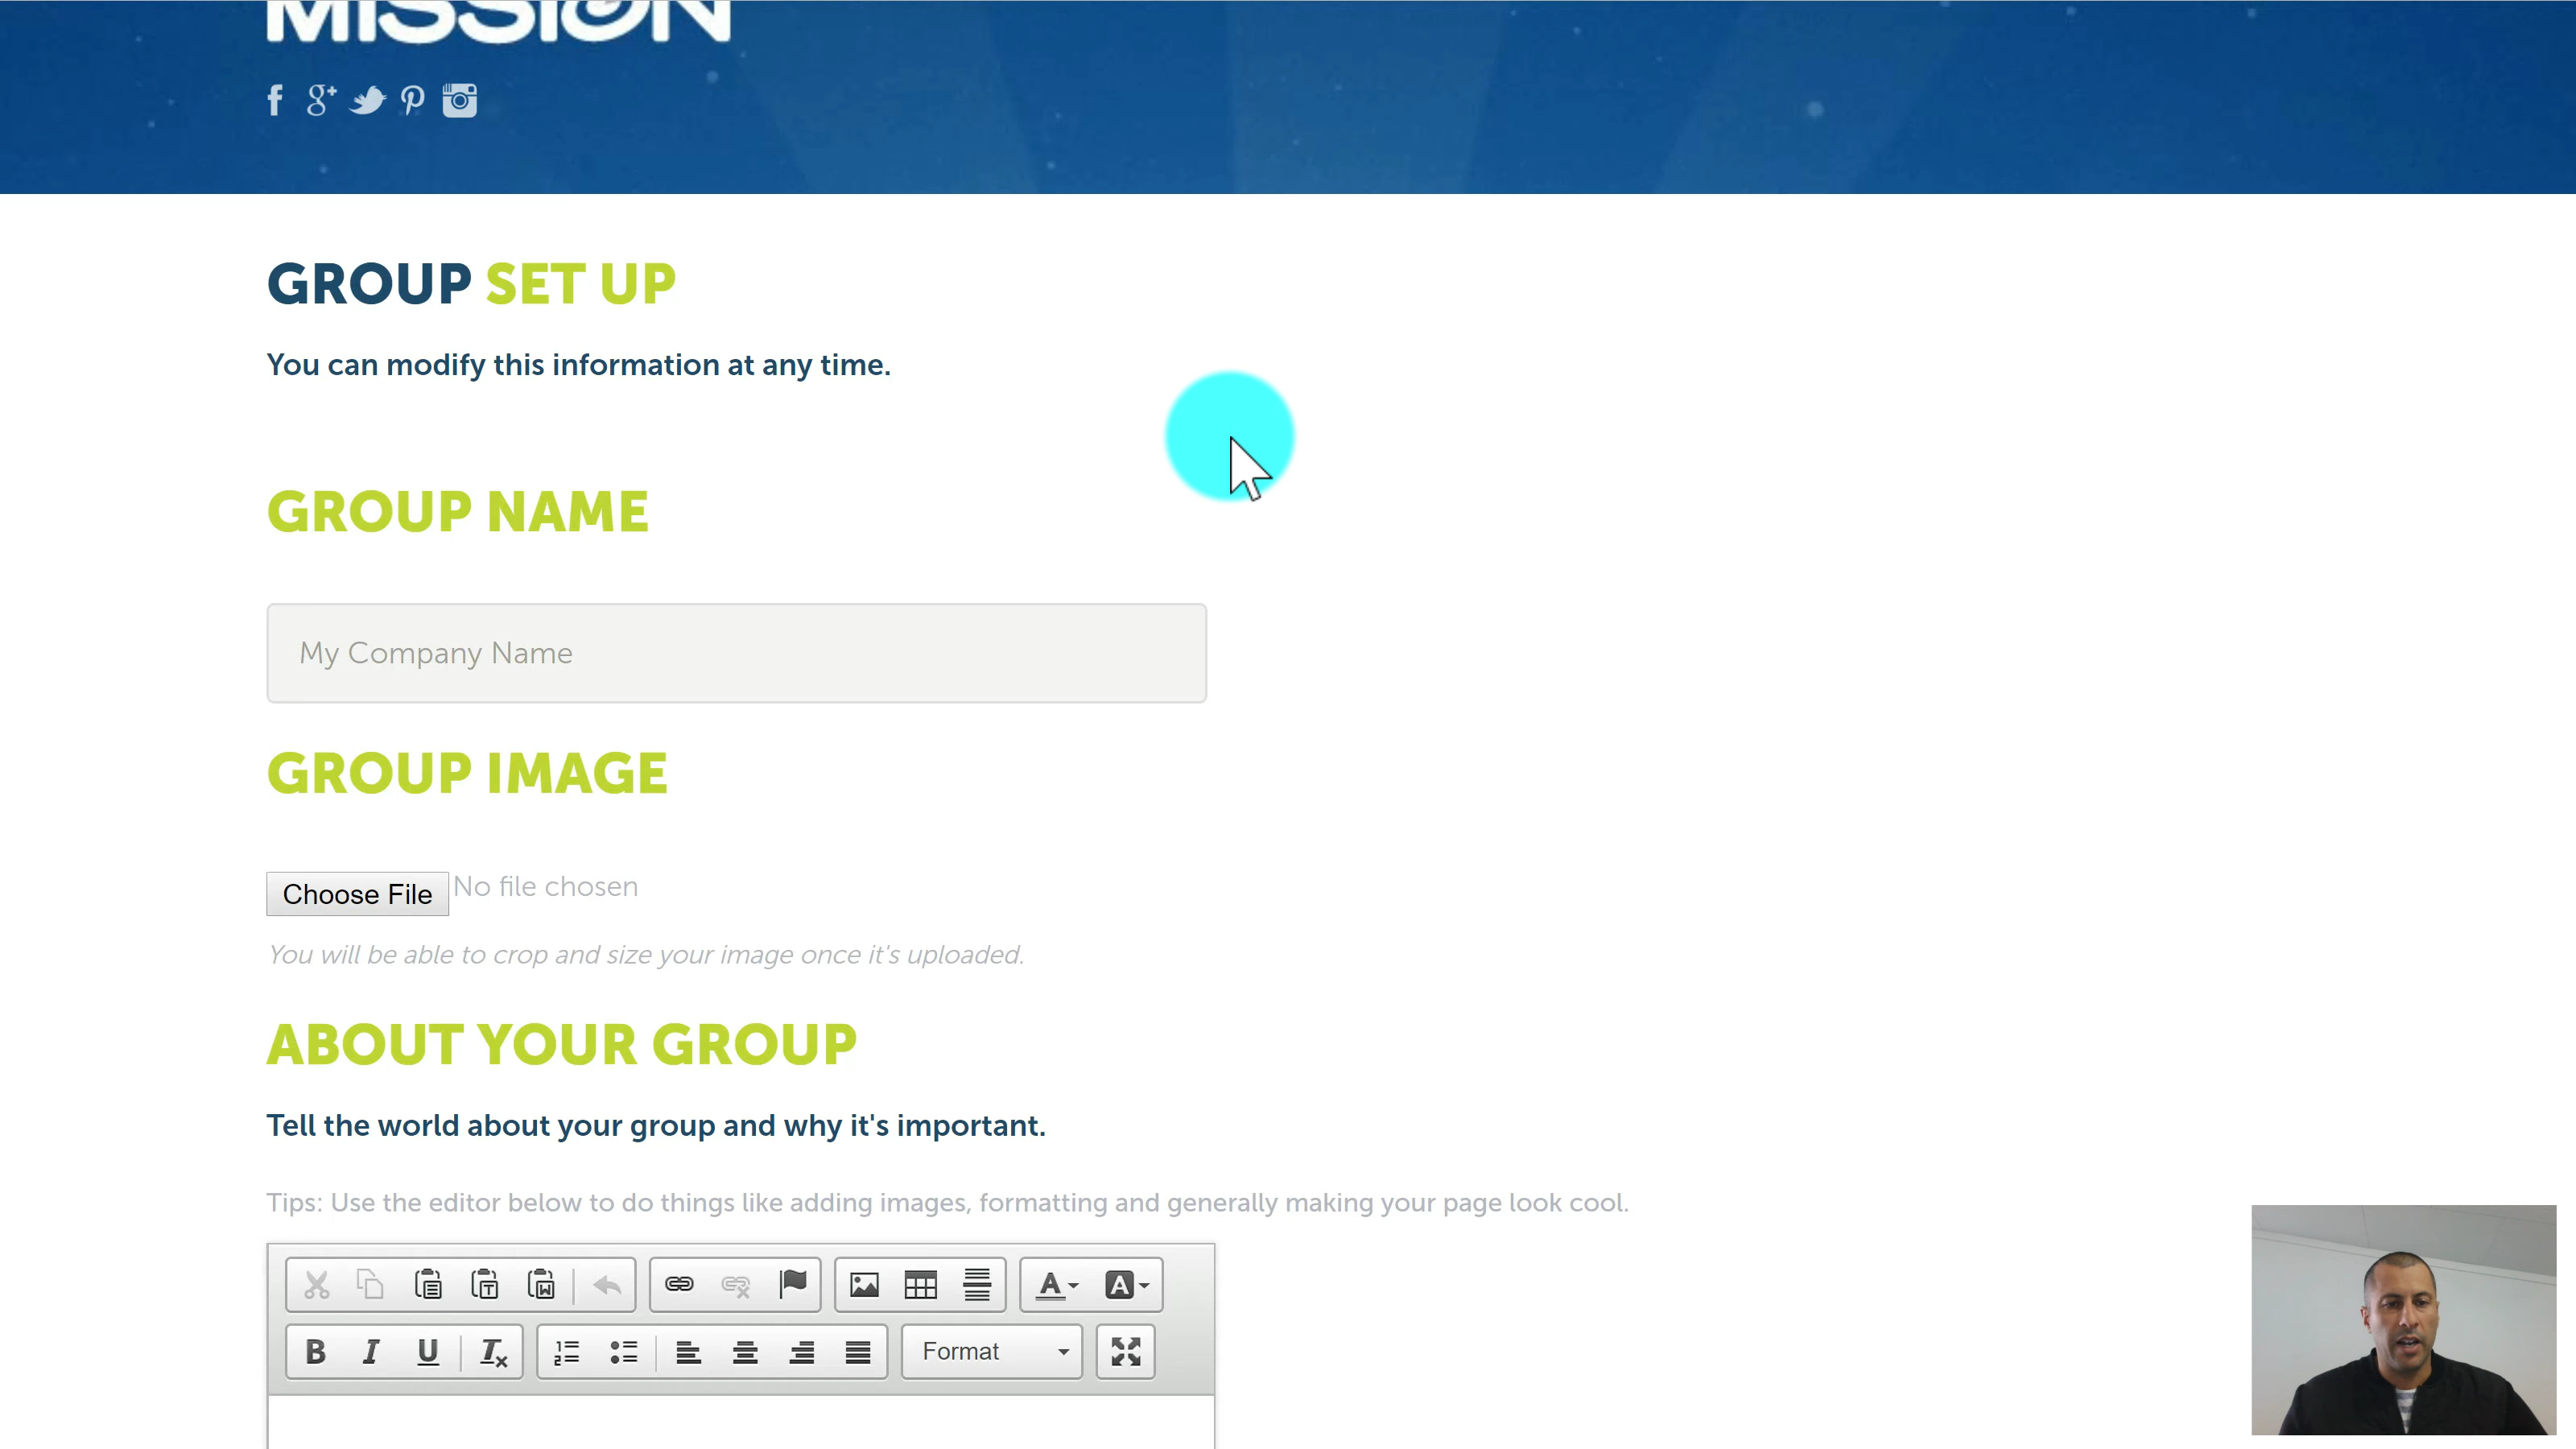 MISSION
GROUP SET UP
You can modify this information at any time.
GROUP NAME
My Company Name
GROUP IMAGE
Choose File No file chosen
You will be able to crop and size your image once it's uploaded.
ABOUT YOUR GROUP
Tell the world about your group and why it's important.
Tips: Use the editor below to do things like adding images, formatting and generally making your page look cool.
Format